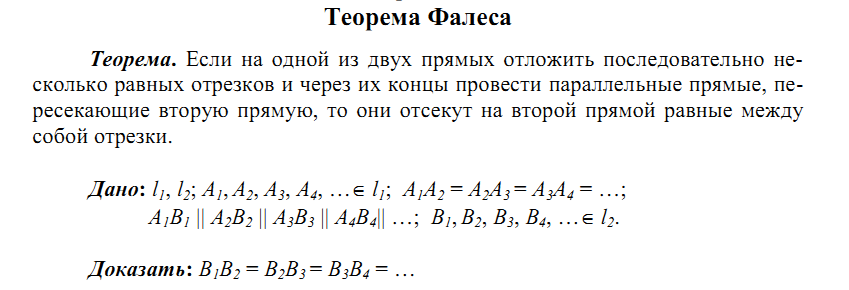 Теорема Фалеса
Теорема. Если на одной из двух прямых отложить последовательно не-
сколько равных отрезков и через их концы провести параллельные прямые, пе-
ресекающие вторую прямую, то они отсекут на второй прямой равные между
собой отрезки.
Дано: l₁, l₂; A₁, A₂, A₃, A₄, …∈ l₁; A₁A₂ = A₂A₃ = A₃A₄ = …;
A₁B₁ || A₂B₂ || A₃B₃ || A₄B₄|| …; B₁, B₂, B₃, B₄, …∈ l₂.
Доказать: B₁B₂ = B₂B₃ = B₃B₄ = …